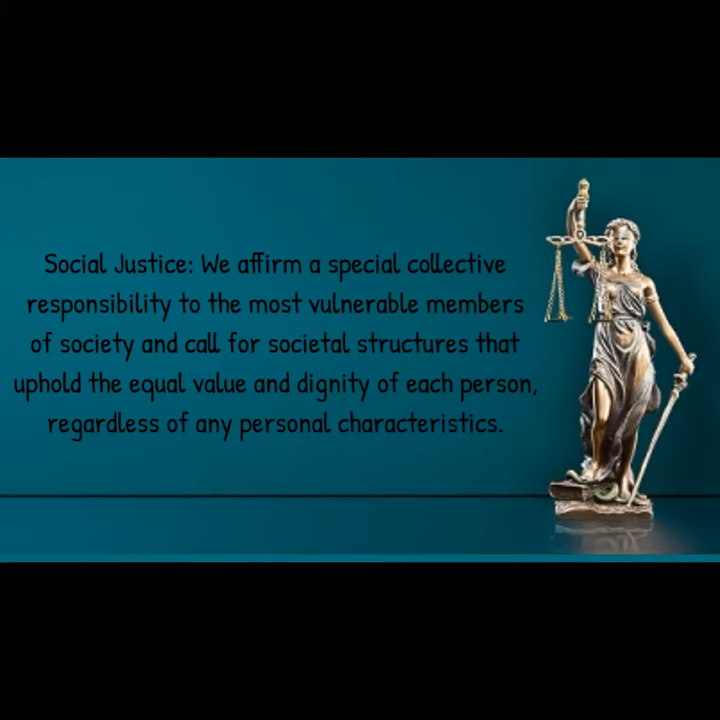 Social Justice: We affirm a special collective
responsibility to the most vulnerable members
of society and call for societal structures that
uphold the equal value and dignity of each person,
regardless of any personal characteristics.